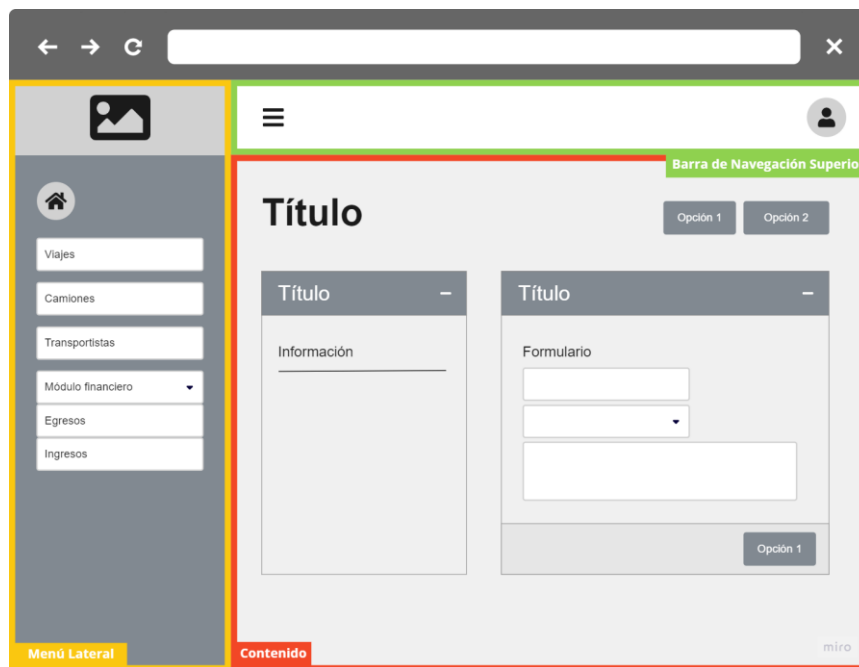 Barra de Navegación Superio
Título
Opción 1
Opción 2
Viajes
Camiones
Transportistas
Módulo financiero
Egresos
Ingresos
Título
Información
Título
Formulario
Opción 1
Menú Lateral
Contenido
miro